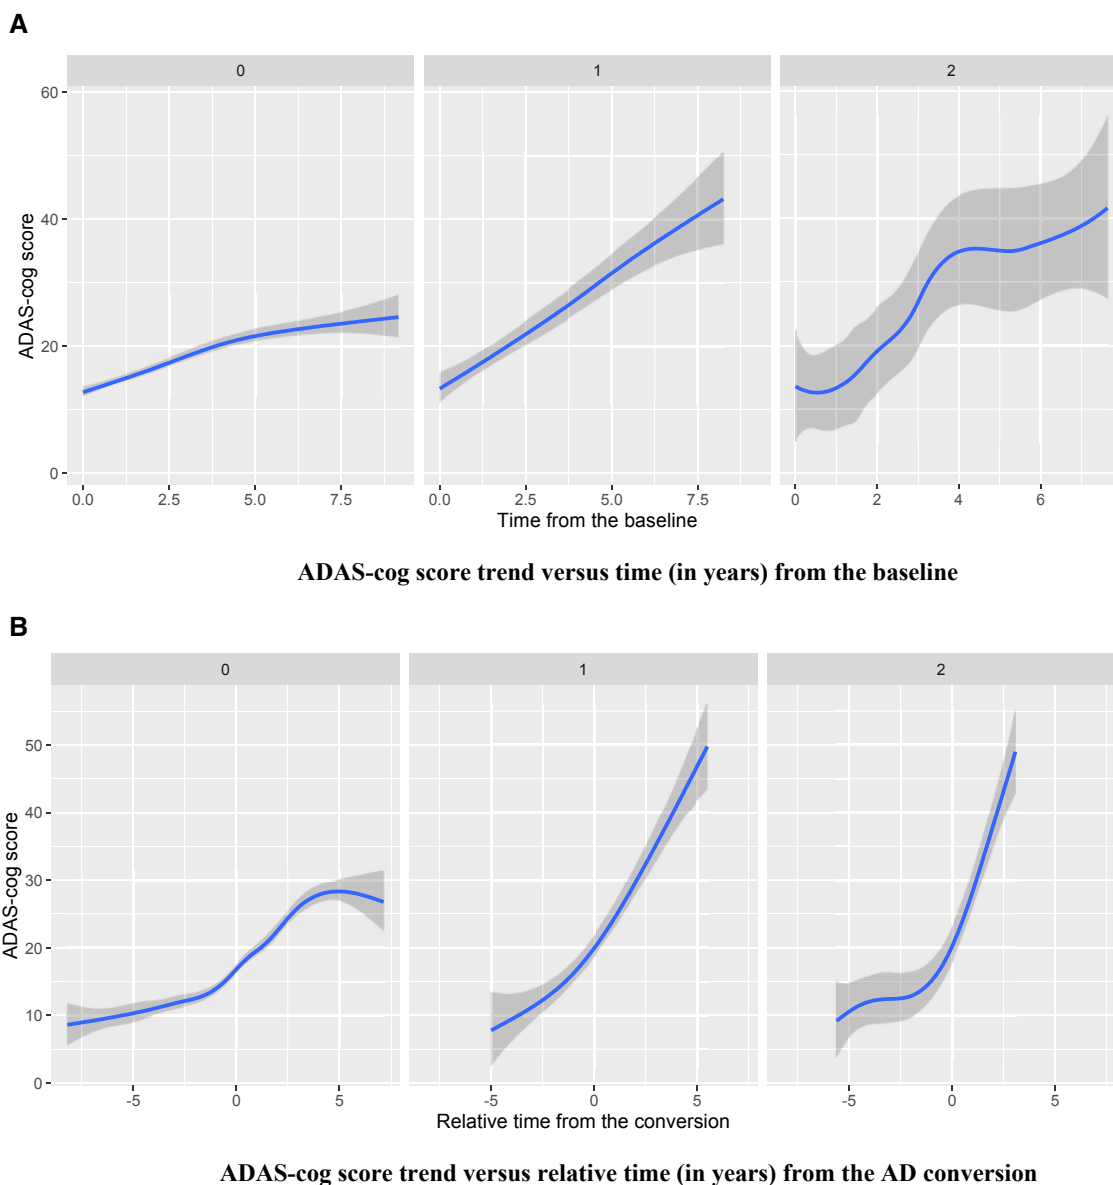 A
0 1 2
60
40
20
0
ADAS-cog score
0.0 2.5 5.0 7.5 0.0 2.5 5.0 7.5 0 2 4 6
Time from the baseline
ADAS-cog score trend versus time (in years) from the baseline
B
0 1 2
50
40
30
20
10
0
ADAS-cog score
-5 0 5 -5 0 5 -5 0 5
Relative time from the conversion
ADAS-cog score trend versus relative time (in years) from the AD conversion